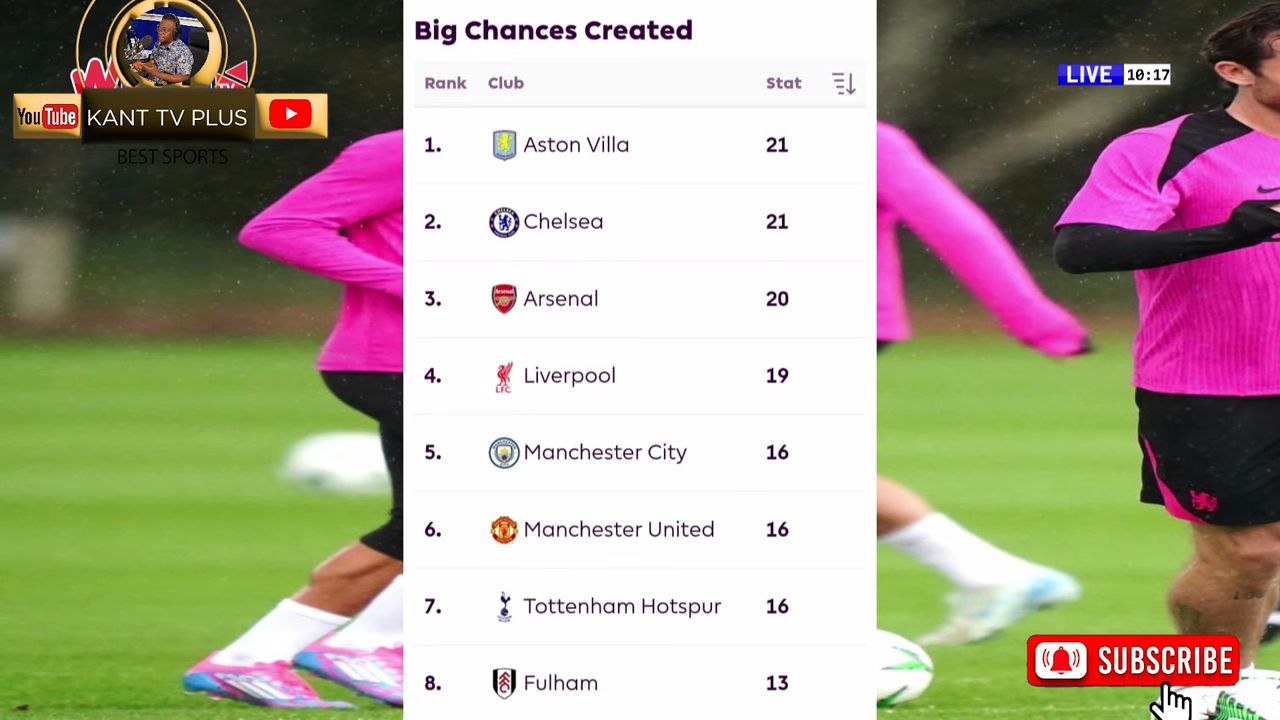 Big Chances Created
LIVE 10:17
Rank Club Stat
YouTube KANT TV PLUS
BEST SPORTS
1. Aston Villa 21
2. Chelsea 21
3. Arsenal 20
4. Liverpool 19
5. Manchester City 16
6. Manchester United 16
7. Tottenham Hotspur 16
8. Fulham 13
SUBSCRIBE